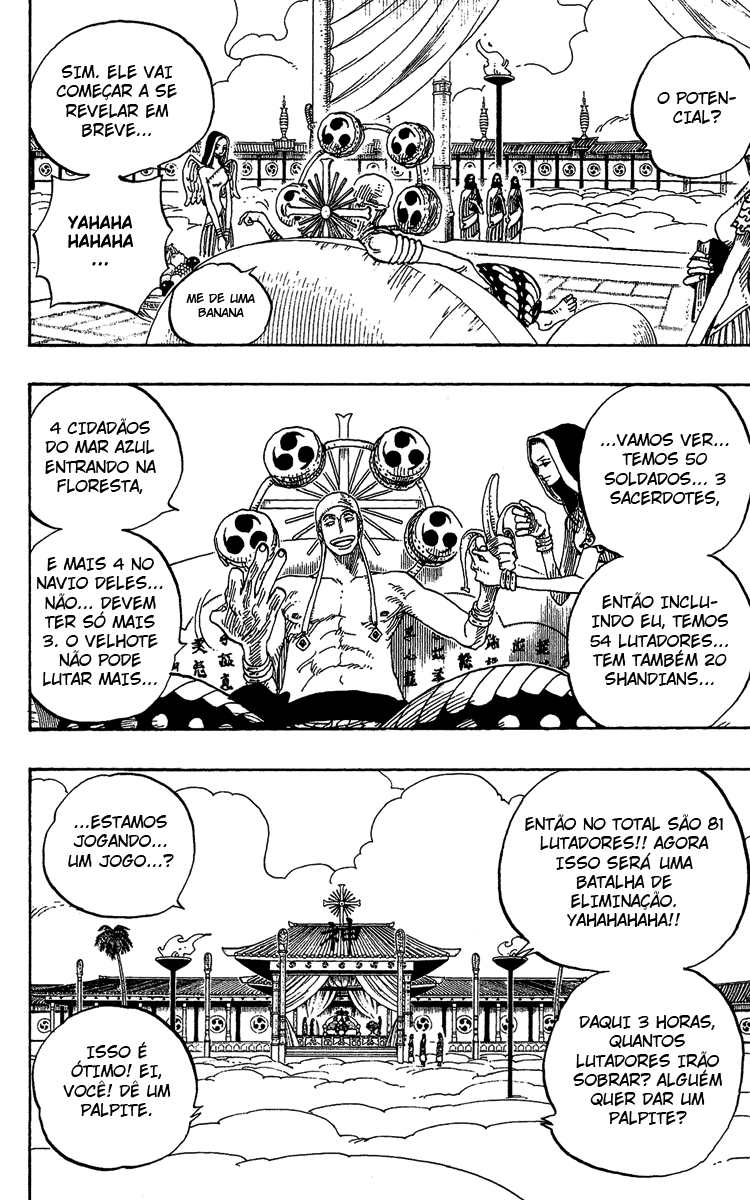 O POTEN-
CIAL?
SIM. ELE VAI
COMEÇAR A SE
REVELAR EM
BREVE...
YAHAHA
HAHAHA
...
ME DE UMA
BANANA
...VAMOS VER...
TEMOS 50
SOLDADOS... 3
SACERDOTES,
ENTÃO INCLU-
INDO EU, TEMOS
54 LUTADORES...
TEM TAMBÉM 20
SHANDIANS...
4 CIDADÃOS
DO MAR AZUL
ENTRANDO NA
FLORESTA,
E MAIS 4 NO
NAVIO DELES...
NÃO... DEVEM
TER SÓ MAIS
3. O VELHOTE
NÃO PODE
LUTAR MAIS...
ENTÃO NO TOTAL SÃO 81
LUTADORES!! AGORA
ISSO SERÁ UMA
BATALHA DE
ELIMINAÇÃO.
YAHAHAHAHA!!
DAQUI 3 HORAS,
QUANTOS
LUTADORES IRÃO
SOBRAR? ALGUÉM
QUER DAR UM
PALPITE?
...ESTAMOS
JOGANDO...
UM JOGO...?
神
ISSO É
ÓTIMO! EI,
VOCÊ! DÊ UM
PALPITE.